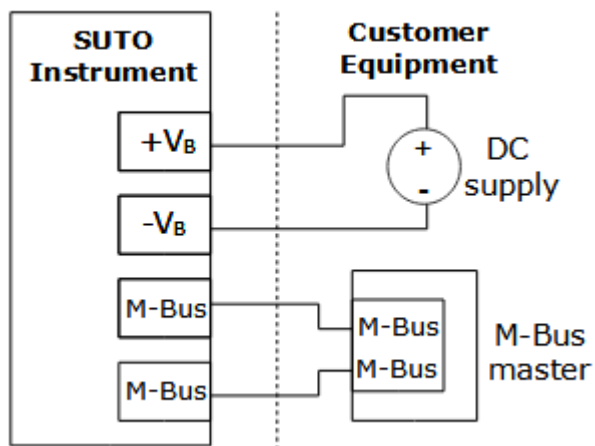 SUTO
Instrument
Customer
Equipment
+VB
-VB
M-Bus
M-Bus
+
-
DC
supply
M-Bus
M-Bus
M-Bus
master